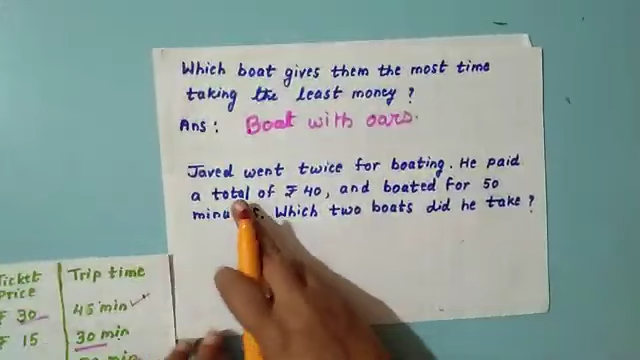 Which boat gives them the most time
taking the least money?
Ans: Boat with oars.
Javed went twice for boating. He paid
a total of ₹ 40, and boated for 50
Which two boats did he take?
Ticket Price | Trip time
₹ 30 | 45 min
₹ 15 | 30 min
min